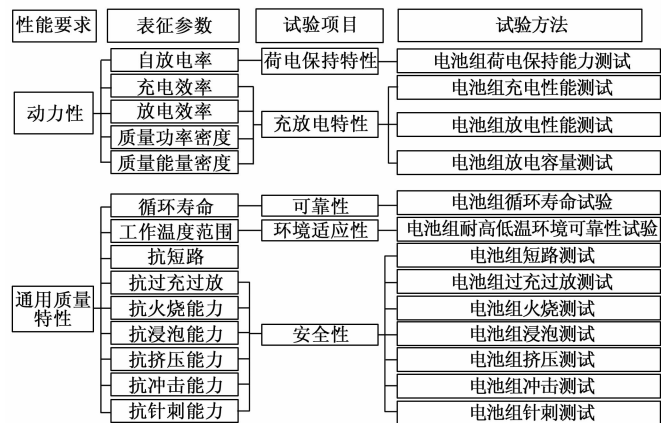 性能要求 表征参数 试验项目 试验方法
自放电率 荷电保持特性 电池组荷电保持能力测试
充电效率 电池组充电性能测试
动力性 放电效率 充放电特性 电池组放电性能测试
质量功率密度
质量能量密度 电池组放电容量测试
循环寿命 可靠性 电池组循环寿命试验
工作温度范围 环境适应性 电池组耐高低温环境可靠性试验
抗短路 电池组短路测试
抗过充过放 电池组过充过放测试
通用质量
特性
抗火烧能力 电池组火烧测试
抗浸泡能力 安全性 电池组浸泡测试
抗挤压能力 电池组挤压测试
抗冲击能力 电池组冲击测试
抗针刺能力 电池组针刺测试